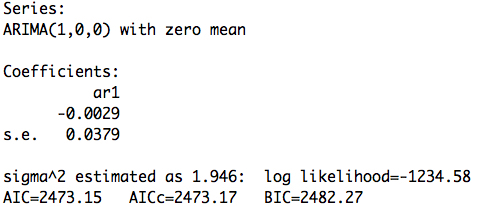 Series:
ARIMA(1,0,0) with zero mean
Coefficients:
ar1
-0.0029
s.e. 0.0379
sigma^2 estimated as 1.946: log likelihood=-1234.58
AIC=2473.15 AICc=2473.17 BIC=2482.27